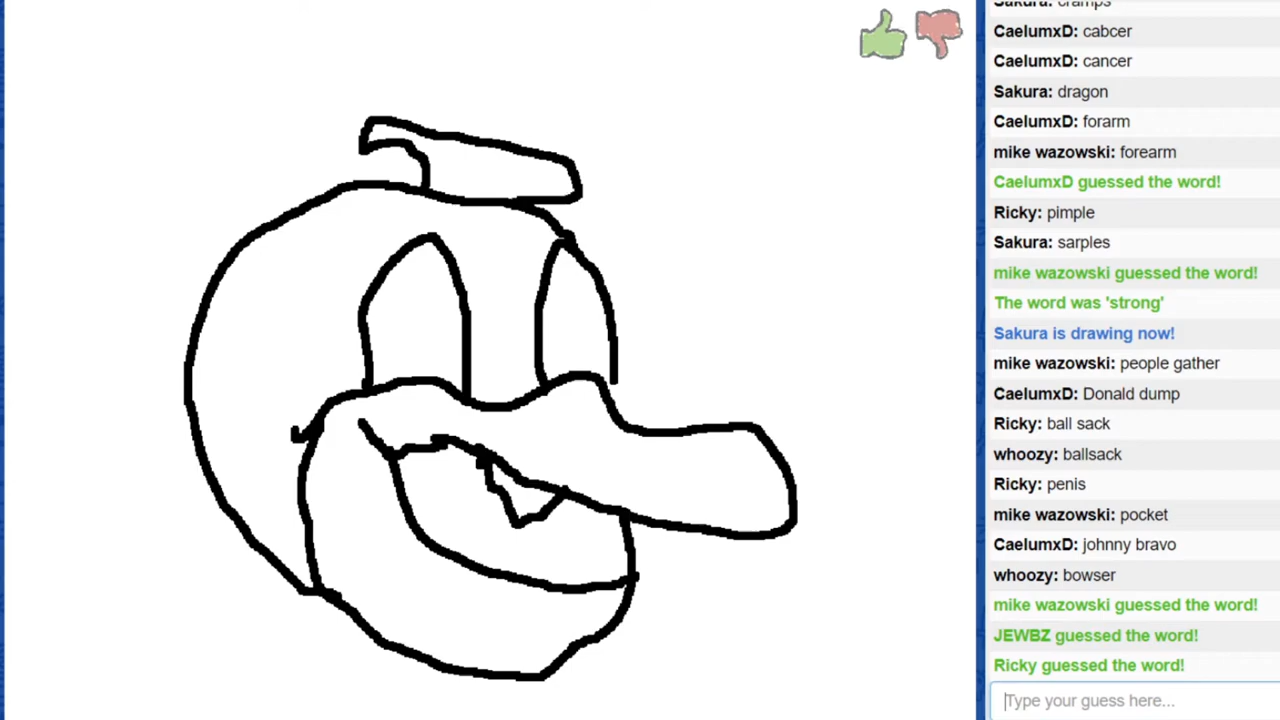 Sakura: cramps
CaelumxD: cabcer
CaelumxD: cancer
Sakura: dragon
CaelumxD: forarm
mike wazowski: forearm
CaelumxD guessed the word!
Ricky: pimple
Sakura: sarples
mike wazowski guessed the word!
The word was 'strong'
Sakura is drawing now!
mike wazowski: people gather
CaelumxD: Donald dump
Ricky: ball sack
whoozy: ballsack
Ricky: penis
mike wazowski: pocket
CaelumxD: johnny bravo
whoozy: bowser
mike wazowski guessed the word!
JEWBZ guessed the word!
Ricky guessed the word!
Type your guess here...